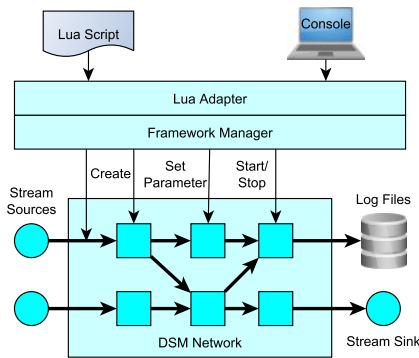 Lua Script
Console
Lua Adapter
Framework Manager
Create
Set
Parameter
Start/
Stop
Stream
Sources
Log Files
DSM Network
Stream Sink